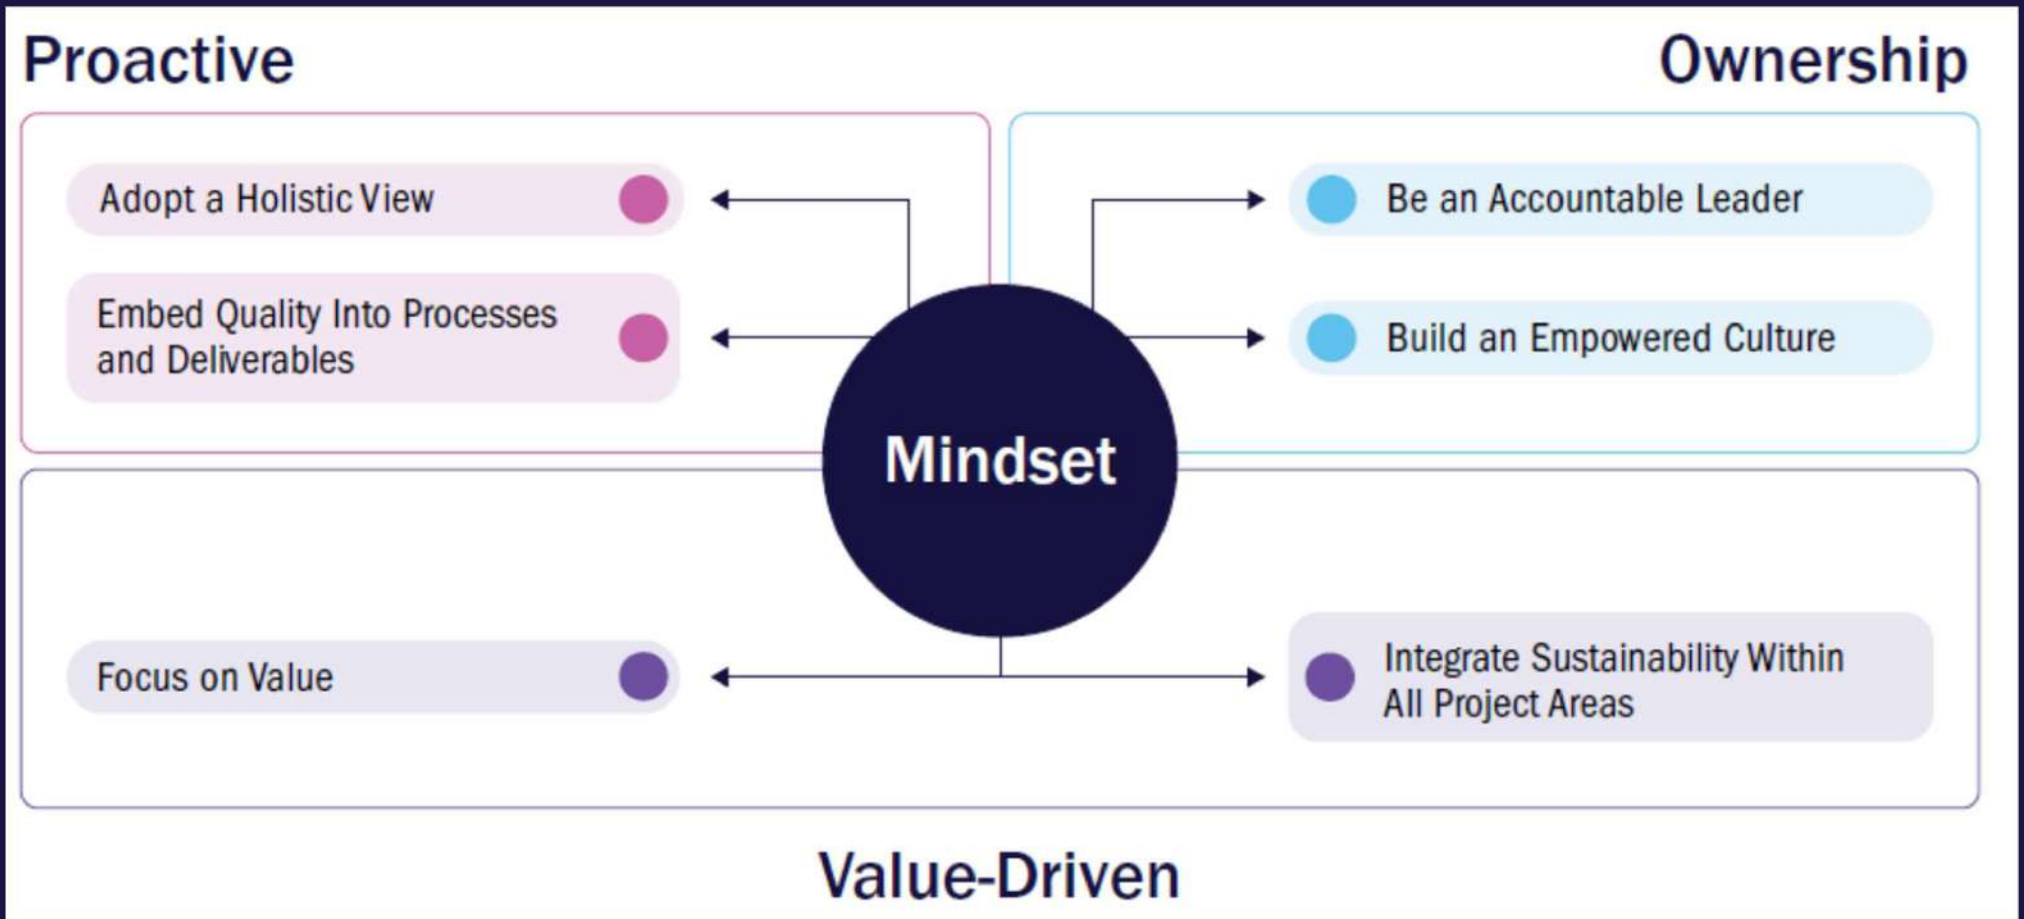 Proactive
Ownership
Adopt a Holistic View
Embed Quality Into Processes
and Deliverables
Be an Accountable Leader
Build an Empowered Culture
Mindset
Focus on Value
Integrate Sustainability Within
All Project Areas
Value-Driven